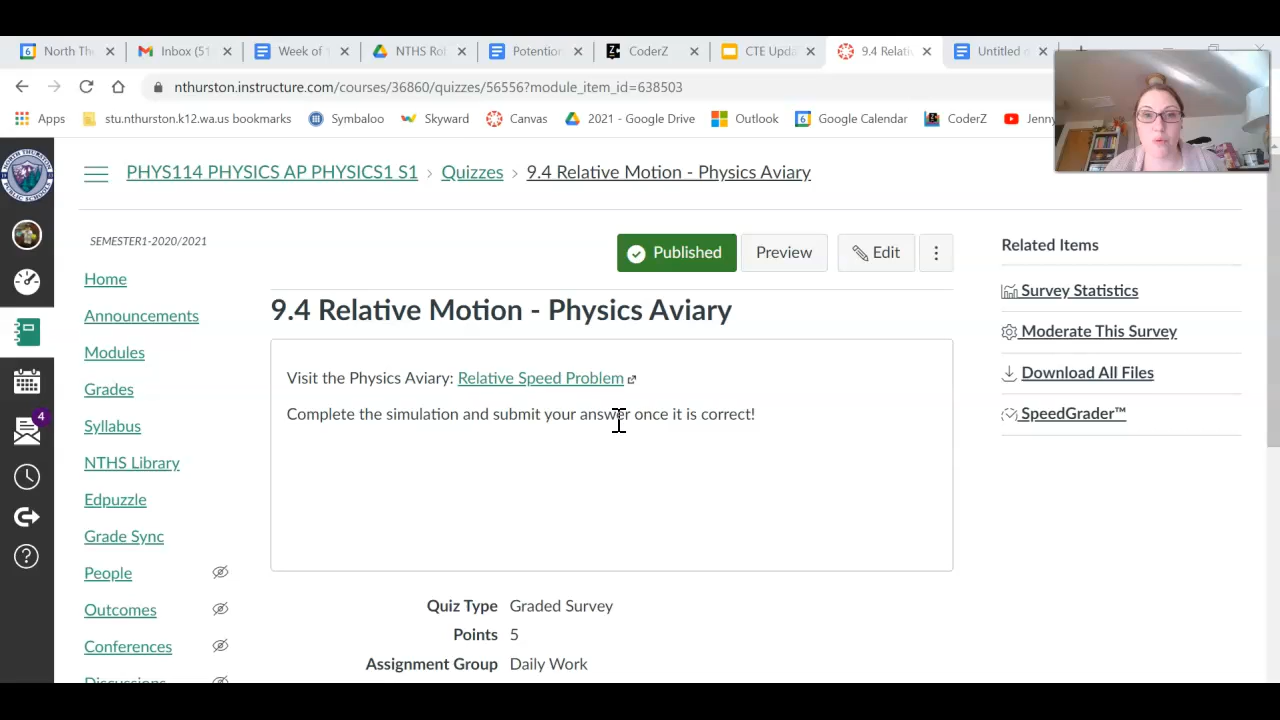 North Th
Inbox (51
Week of
NTHS Rol
Potention
CoderZ
CTE Upda
9.4 Relati
Untitled
nthurston.instructure.com/courses/36860/quizzes/56556?module_item_id=638503
Apps
stu.nthurston.k12.wa.us bookmarks
Symbaloo
Skyward
Canvas
2021 - Google Drive
Outlook
Google Calendar
CoderZ
Jenny
PHYS114 PHYSICS AP PHYSICS1 S1 › Quizzes › 9.4 Relative Motion - Physics Aviary
SEMESTER1-2020/2021
Home
Announcements
Modules
Grades
Syllabus
NTHS Library
Edpuzzle
Grade Sync
People
Outcomes
Conferences
Discussions
4
Published
Preview
Edit
9.4 Relative Motion - Physics Aviary
Visit the Physics Aviary: Relative Speed Problem
Complete the simulation and submit your answer once it is correct!
Quiz Type Graded Survey
Points 5
Assignment Group Daily Work
Related Items
Survey Statistics
Moderate This Survey
Download All Files
SpeedGrader™